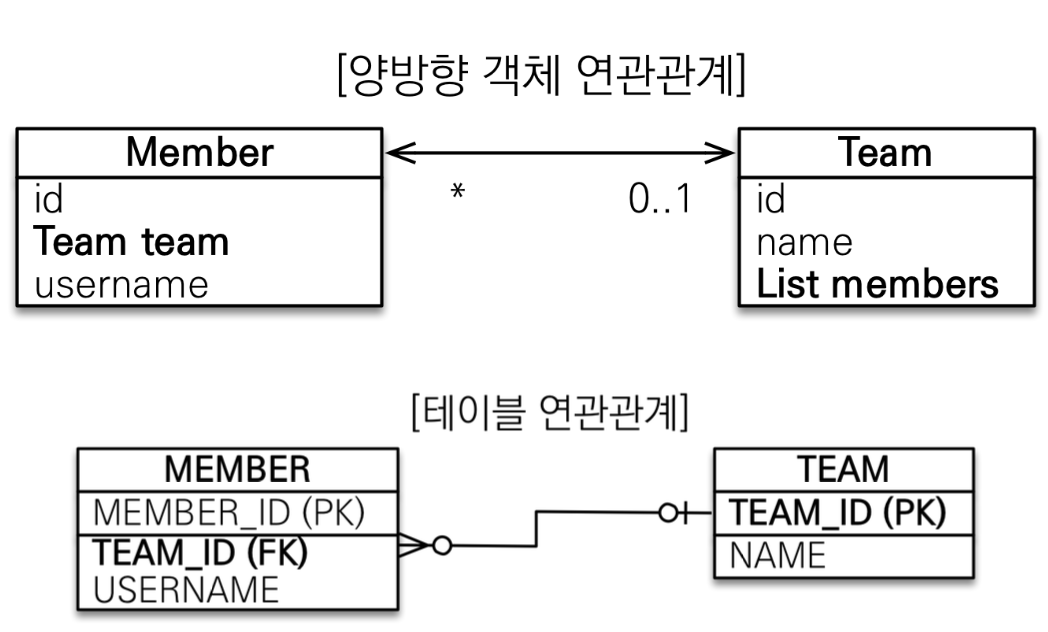 [양방향 객체 연관관계]
Member
id
Team team
username
* 0..1
Team
id
name
List members
[테이블 연관관계]
MEMBER
MEMBER_ID (PK)
TEAM_ID (FK)
USERNAME
TEAM
TEAM_ID (PK)
NAME